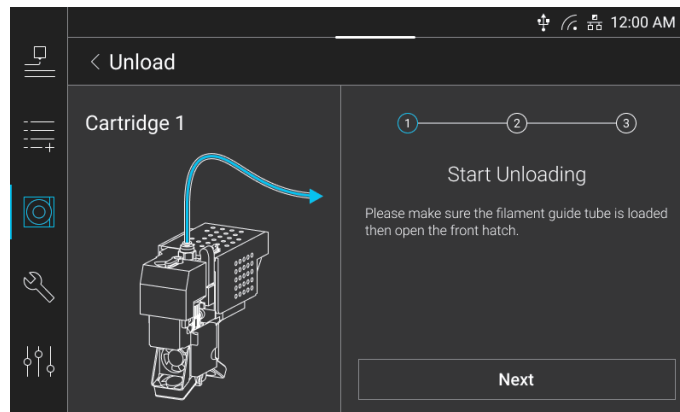 12:00 AM
< Unload
Cartridge 1
1
2
3
Start Unloading
Please make sure the filament guide tube is loaded
then open the front hatch.
Next